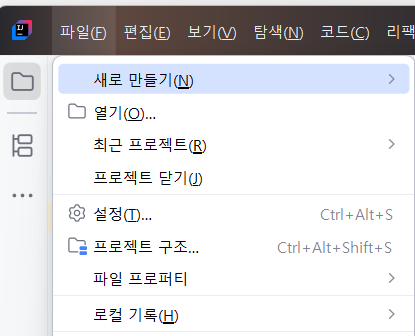 파일(F) 편집(E) 보기(V) 탐색(N) 코드(C) 리팩
새로 만들기(N)
열기(O)...
최근 프로젝트(R)
프로젝트 닫기(J)
설정(T)... Ctrl+Alt+S
프로젝트 구조... Ctrl+Alt+Shift+S
파일 프로퍼티
로컬 기록(H)